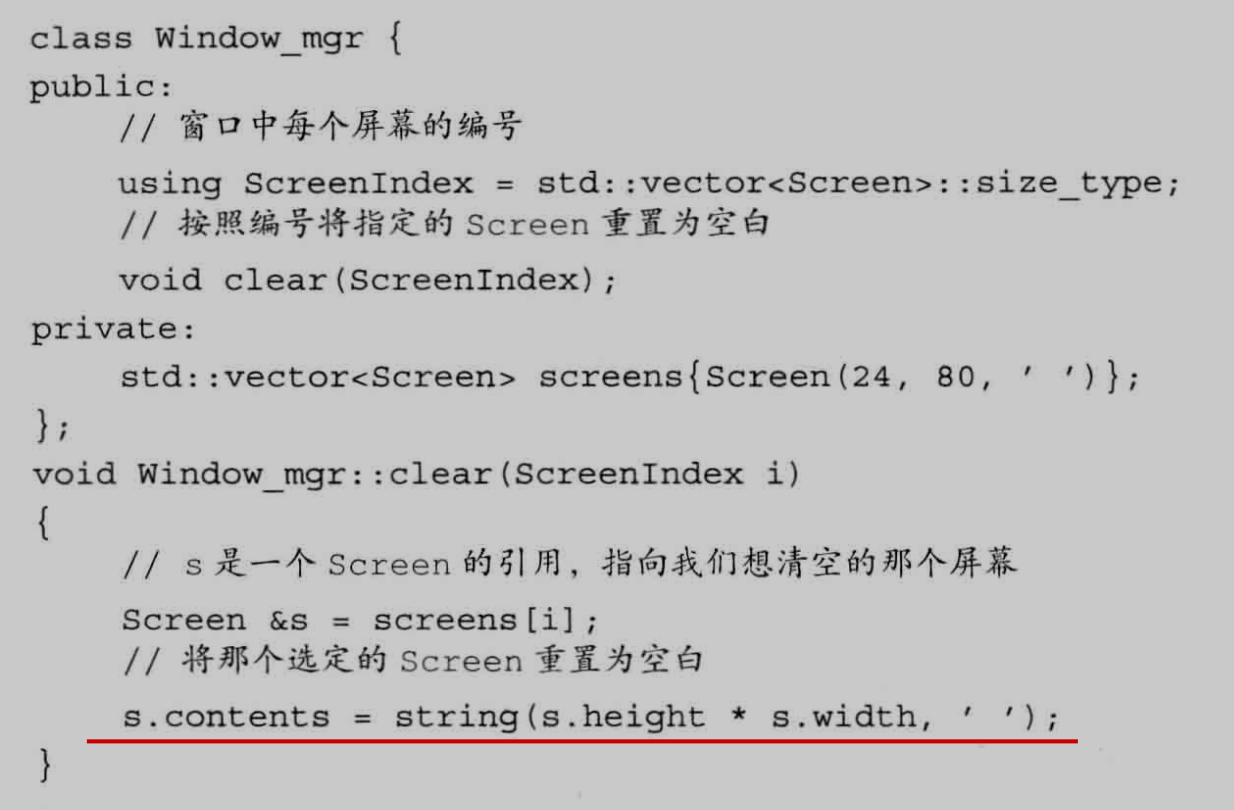 class Window_mgr {
public:
// 窗口中每个屏幕的编号
using ScreenIndex = std::vector<Screen>::size_type;
// 按照编号将指定的 Screen 重置为空白
void clear(ScreenIndex);
private:
std::vector<Screen> screens{Screen(24, 80, ' ')};
};
void Window_mgr::clear(ScreenIndex i)
{
// s 是一个 Screen 的引用，指向我们想清空的那个屏幕
Screen &s = screens[i];
// 将那个选定的 Screen 重置为空白
s.contents = string(s.height * s.width, ' ');
}